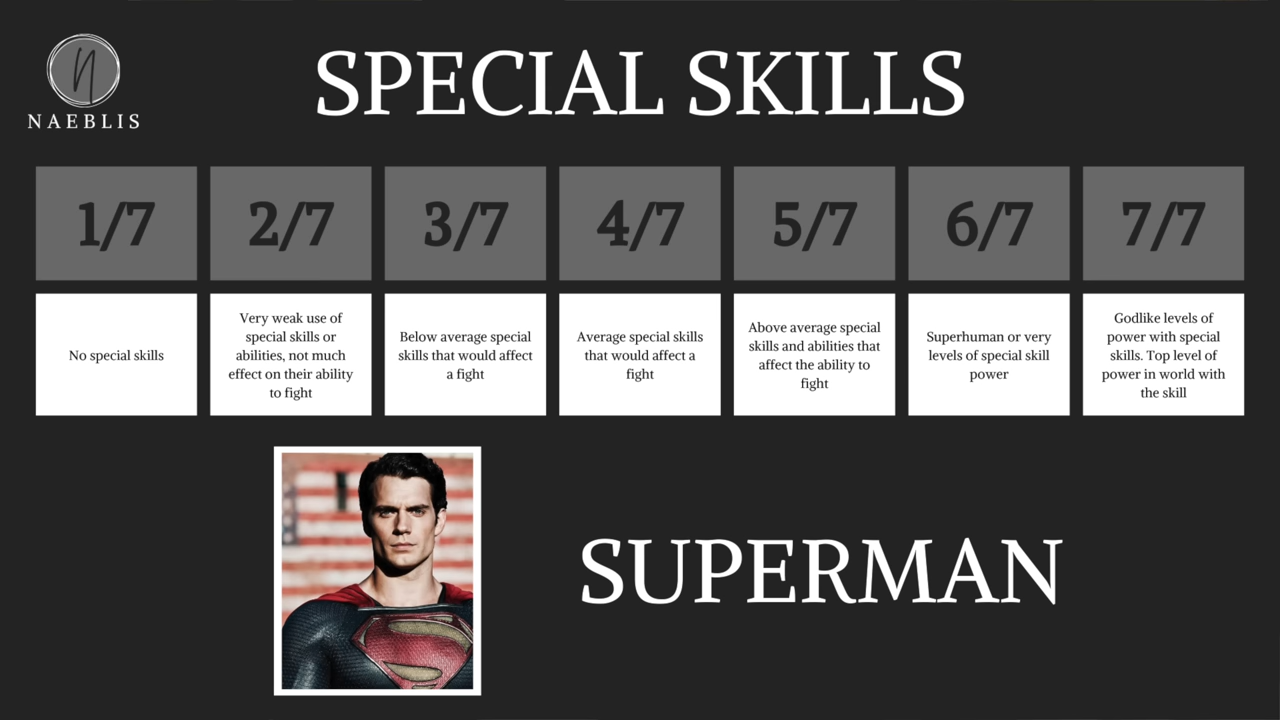 NAEBLIS
SPECIAL SKILLS
1/7
2/7
3/7
4/7
5/7
6/7
7/7
No special skills
Very weak use of
special skills or
abilities, not much
effect on their ability
to fight
Below average special
skills that would affect
a fight
Average special skills
that would affect a
fight
Above average special
skills and abilities that
affect the ability to
fight
Superhuman or very
levels of special skill
power
Godlike levels of
power with special
skills. Top level of
power in world with
the skill
SUPERMAN